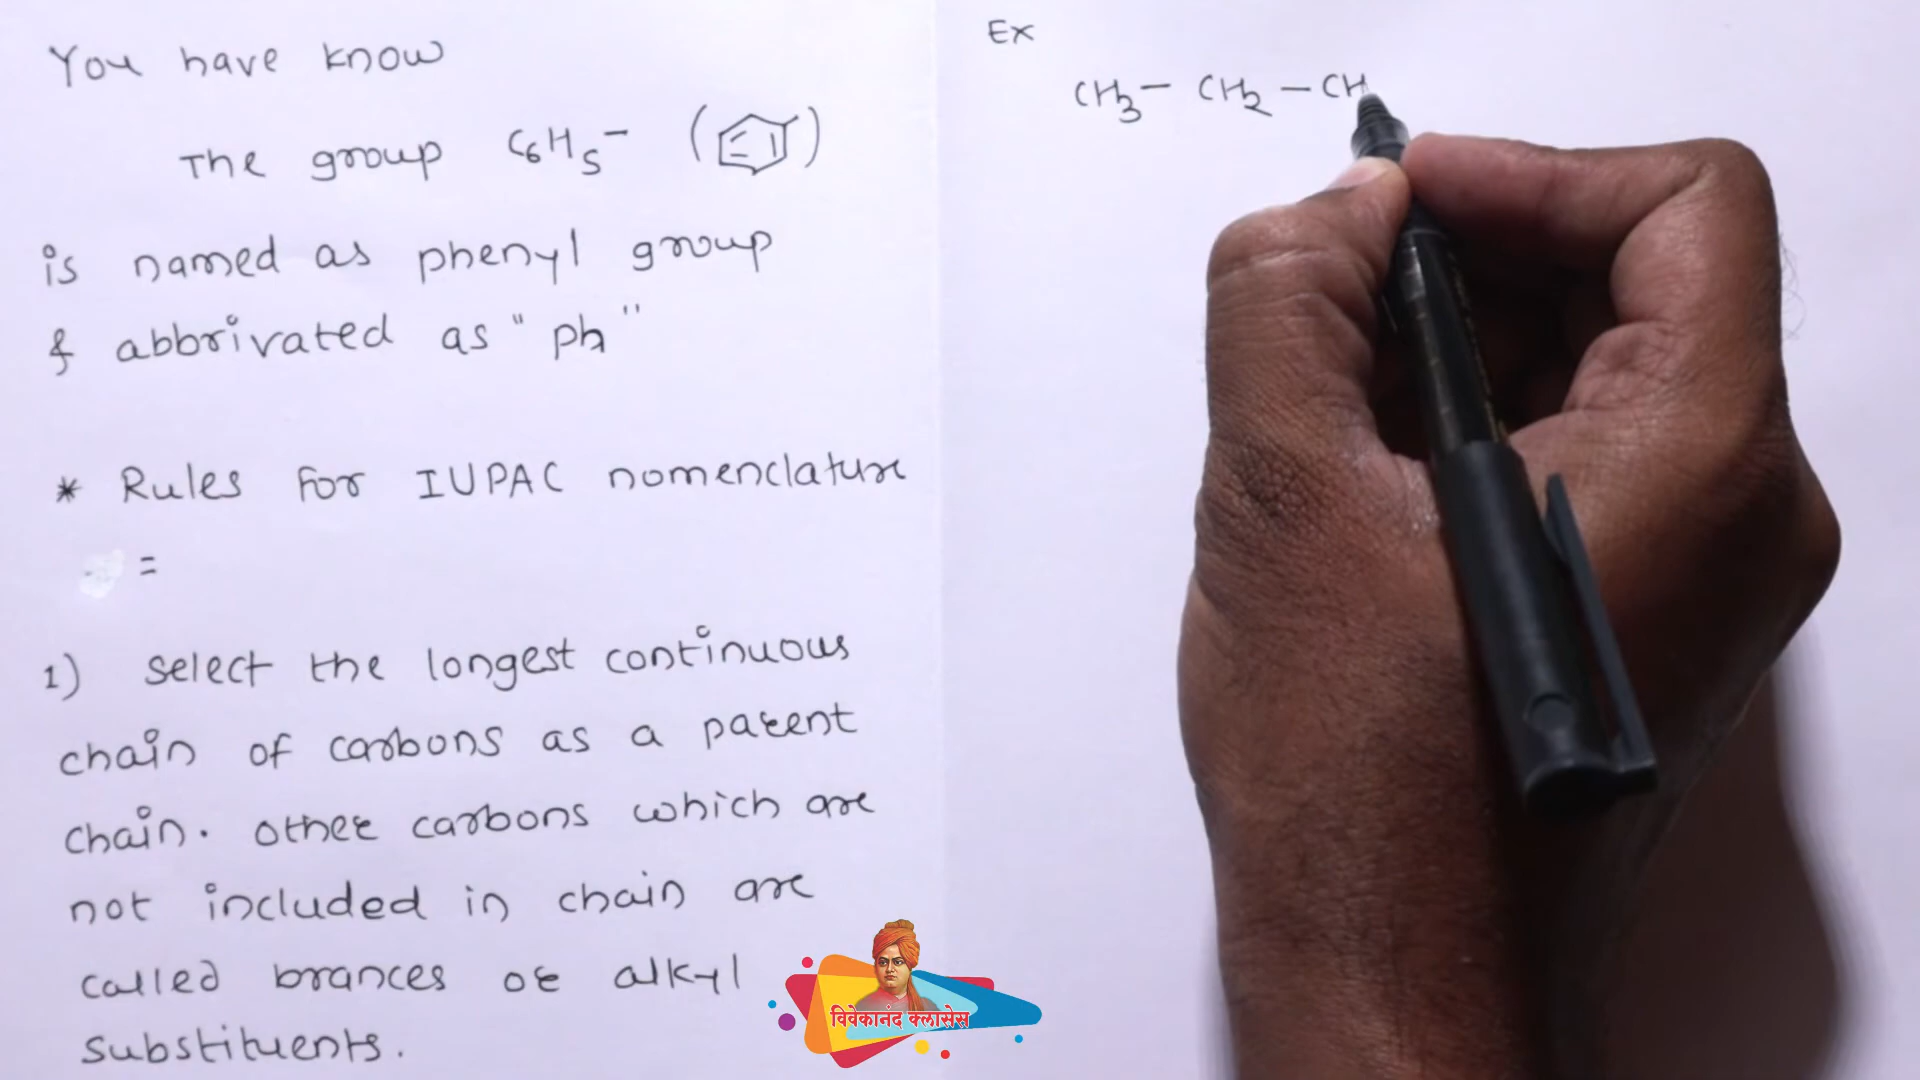 You have know
The group C6H5- ( )
is named as phenyl group
& abbrivated as "ph"
* Rules for IUPAC nomenclature
=
1) select the longest continuous
chain of carbons as a parent
chain. other carbons which are
not included in chain are
called brances or alkyl
substituents.
Ex
CH3- CH2 -CH
विवेकानंद क्लासेस